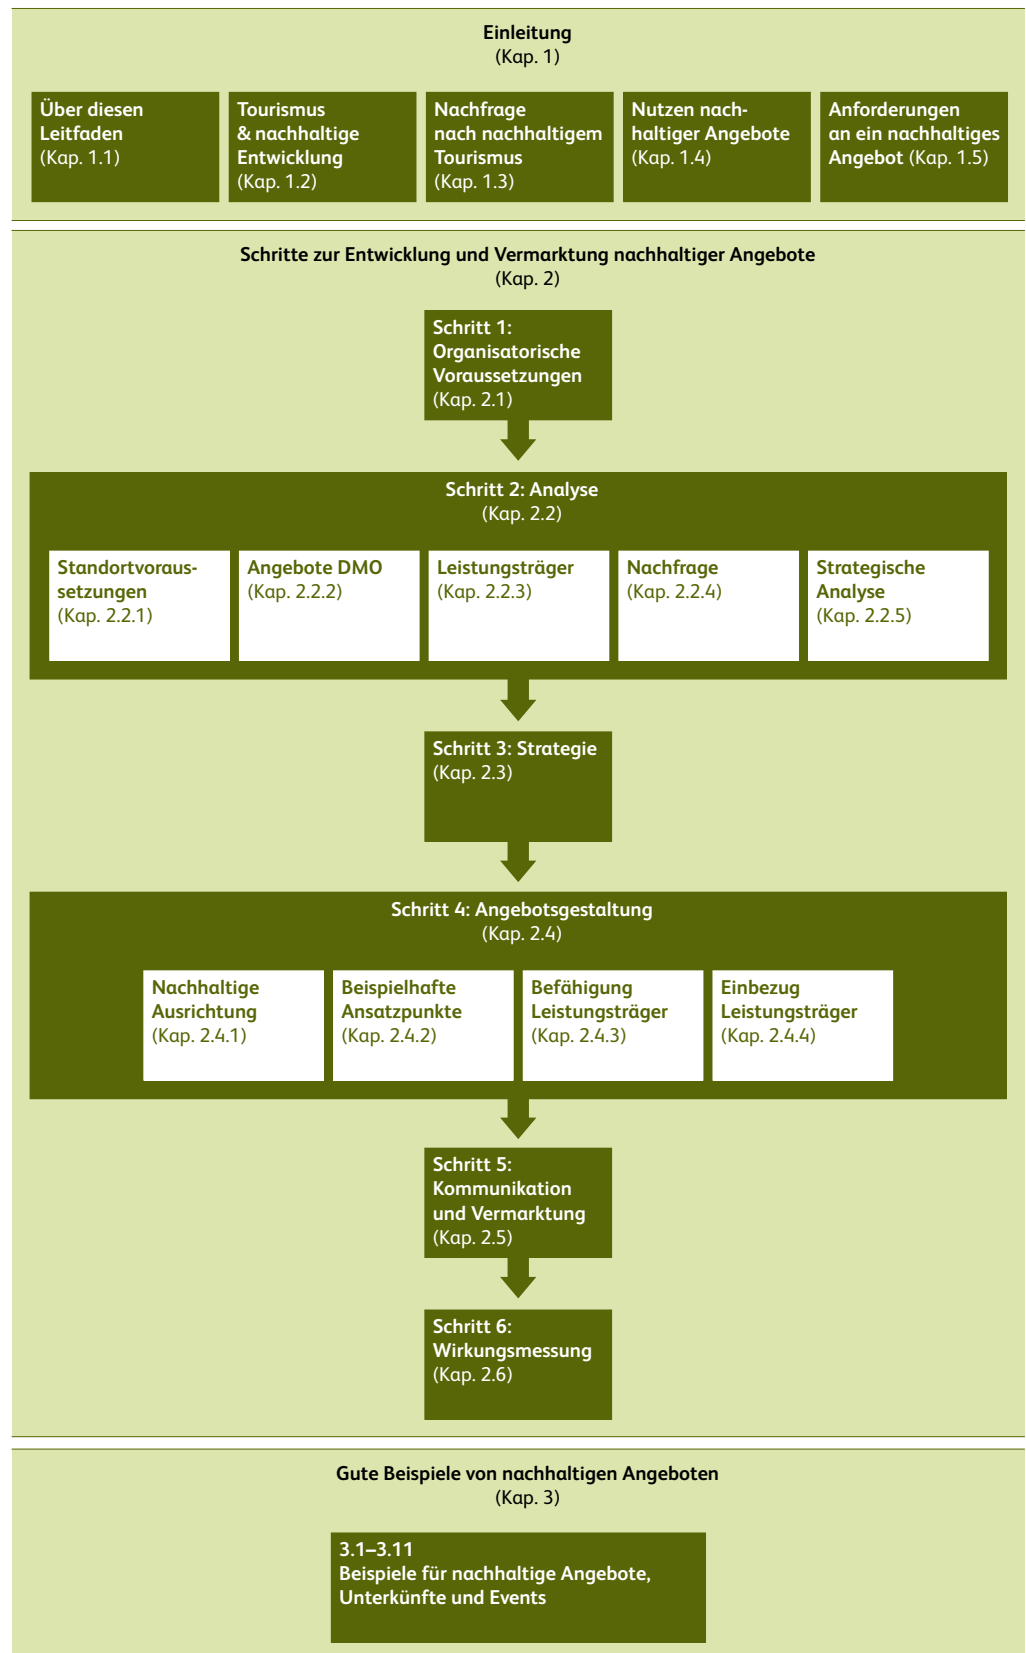 Einleitung
(Kap. 1)
Über diesen
Leitfaden
(Kap. 1.1)
Tourismus
& nachhaltige
Entwicklung
(Kap. 1.2)
Nachfrage
nach nachhaltigem
Tourismus
(Kap. 1.3)
Nutzen nach-
haltiger Angebote
(Kap. 1.4)
Anforderungen
an ein nachhaltiges
Angebot (Kap. 1.5)
Schritte zur Entwicklung und Vermarktung nachhaltiger Angebote
(Kap. 2)
Schritt 1:
Organisatorische
Voraussetzungen
(Kap. 2.1)
Schritt 2: Analyse
(Kap. 2.2)
Standortvoraus-
setzungen
(Kap. 2.2.1)
Angebote DMO
(Kap. 2.2.2)
Leistungsträger
(Kap. 2.2.3)
Nachfrage
(Kap. 2.2.4)
Strategische
Analyse
(Kap. 2.2.5)
Schritt 3: Strategie
(Kap. 2.3)
Schritt 4: Angebotsgestaltung
(Kap. 2.4)
Nachhaltige
Ausrichtung
(Kap. 2.4.1)
Beispielhafte
Ansatzpunkte
(Kap. 2.4.2)
Befähigung
Leistungsträger
(Kap. 2.4.3)
Einbezug
Leistungsträger
(Kap. 2.4.4)
Schritt 5:
Kommunikation
und Vermarktung
(Kap. 2.5)
Schritt 6:
Wirkungsmessung
(Kap. 2.6)
Gute Beispiele von nachhaltigen Angeboten
(Kap. 3)
3.1–3.11
Beispiele für nachhaltige Angebote,
Unterkünfte und Events